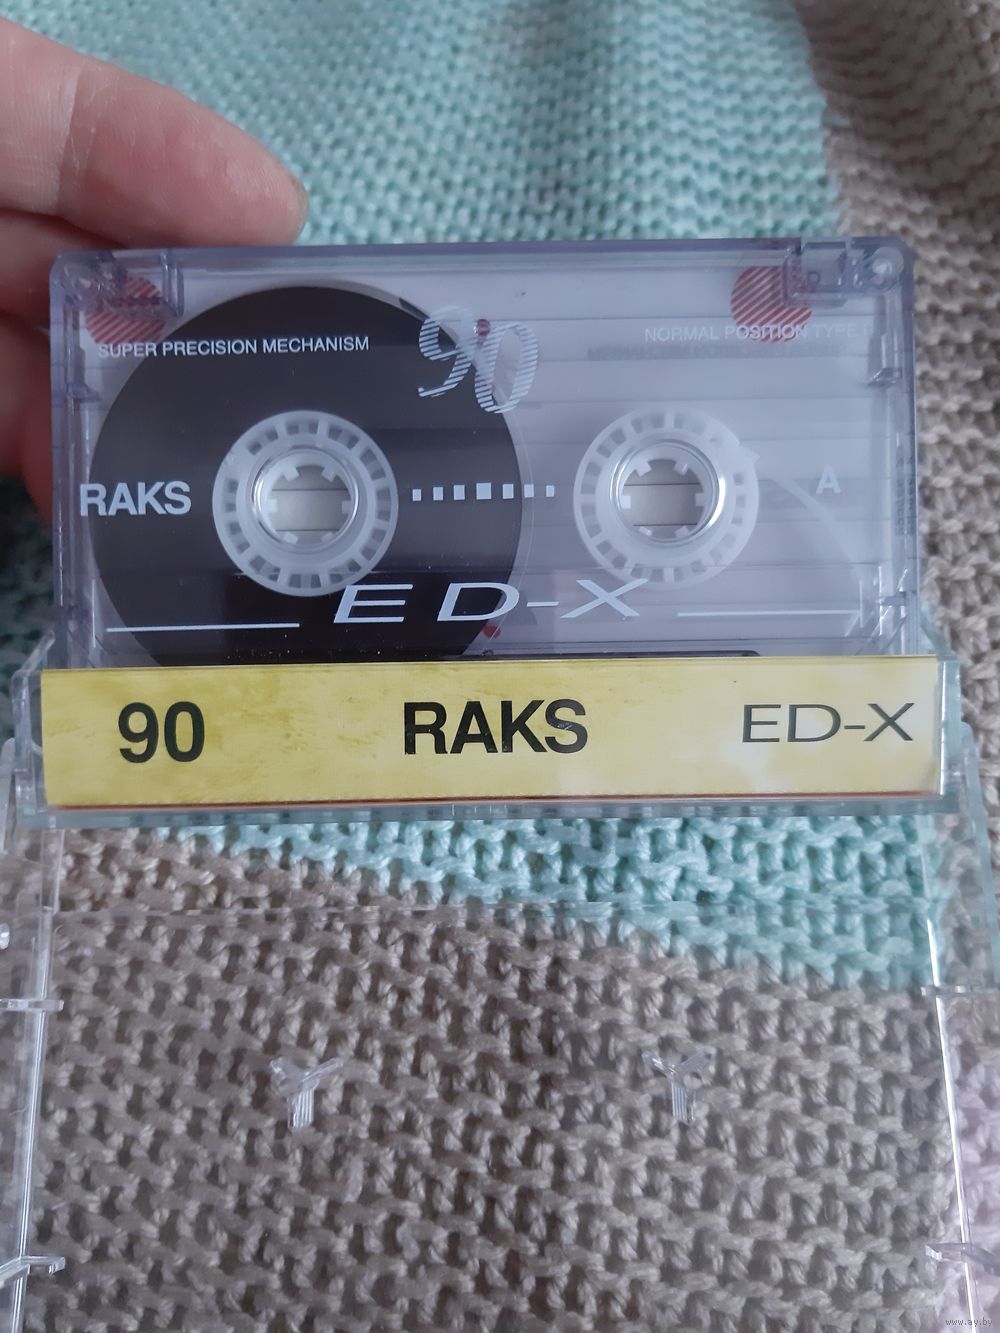 SUPER PRECISION MECHANISM
90
NORMAL POSITION TYPE
RAKS
A
ED-X
90 RAKS ED-X
www.ay.by